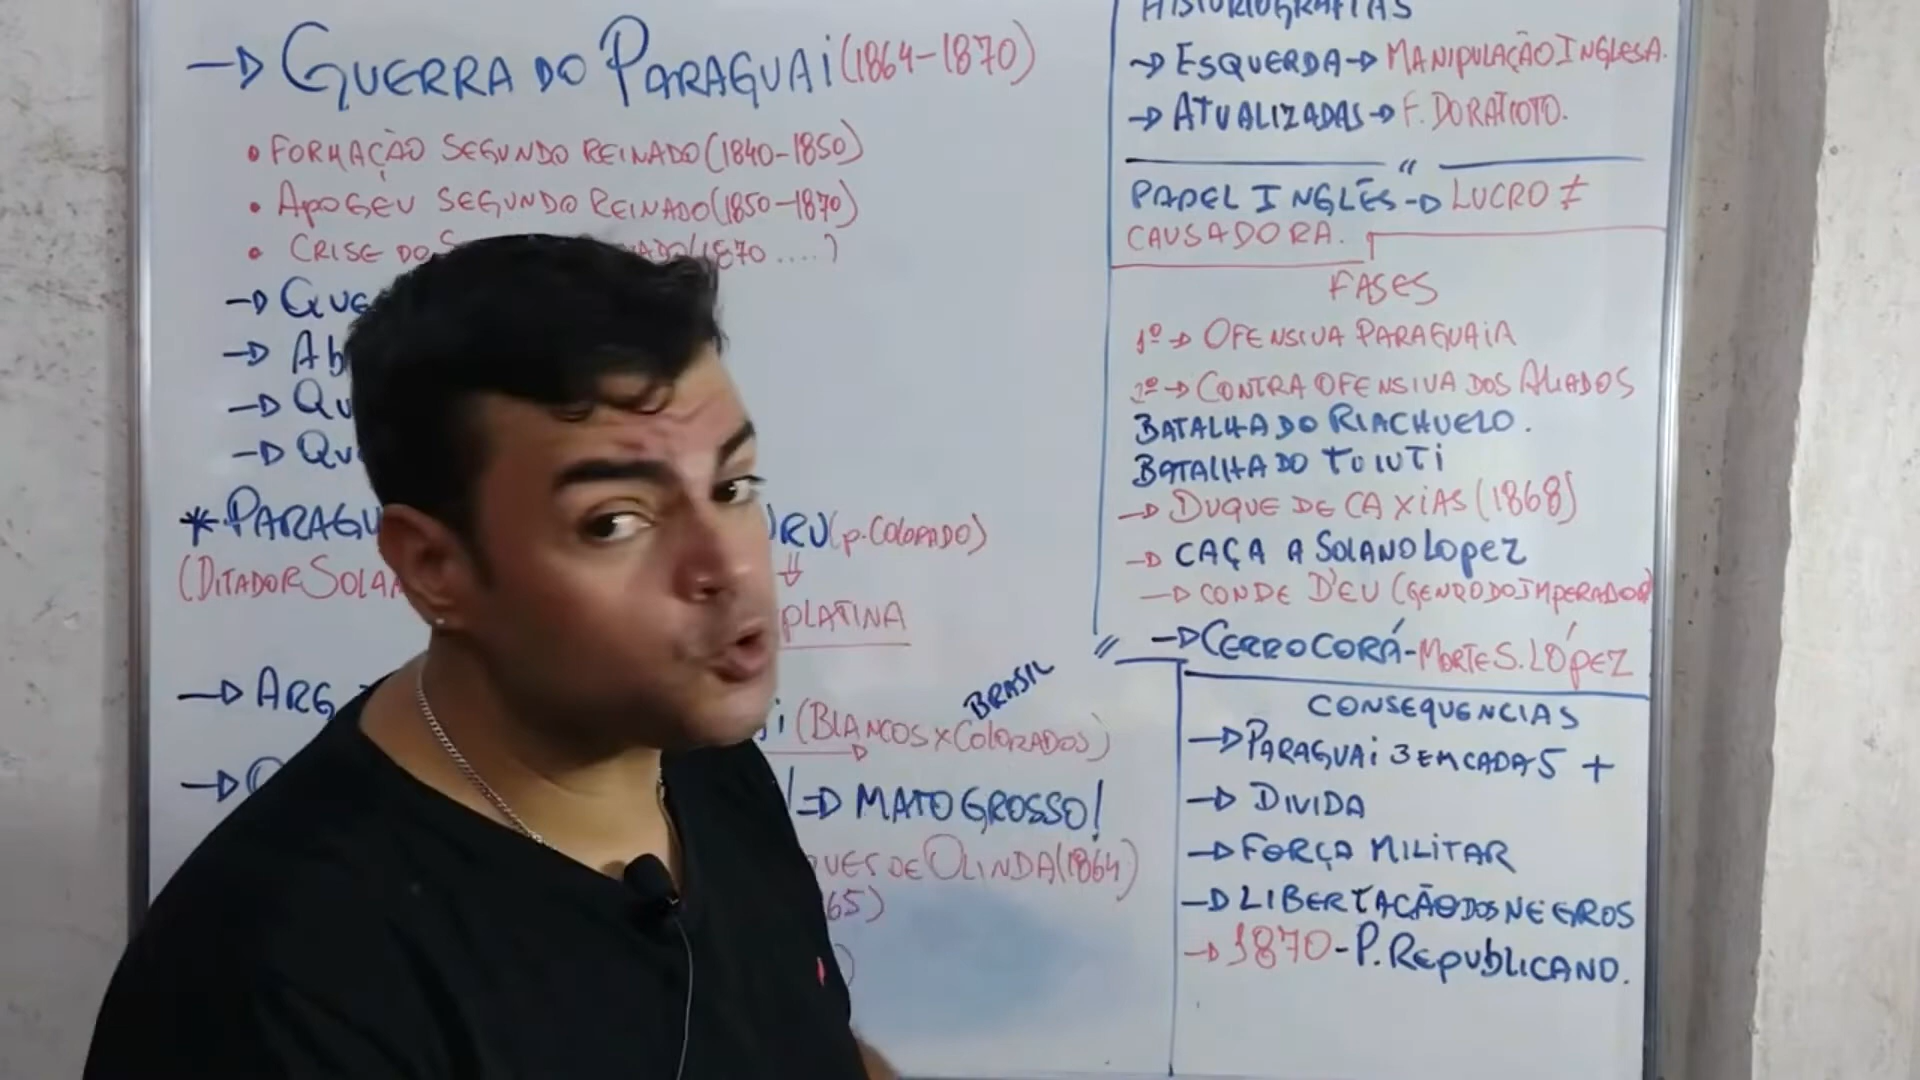 → GUERRA DO PARAGUAI (1864-1870)
• FORMAÇÃO SEGUNDO REINADO (1840-1850)
• APOGEU SEGUNDO REINADO (1850-1870)
• CRISE DO
1870 ....)
→
→
→
→
* PARAGU
RU (p. COLORADO)
(DITADOR SOLA
⇓
PLATINA
→ ARG
i (BLANCOS X COLORADOS)
BRASIL
→
→ MATO GROSSO!
DE OLINDA (1864)
65)
HISTORIOGRAFIAS
→ ESQUERDA → MANIPULAÇÃO INGLESA.
→ ATUALIZADAS → F. DORATIOTO.
PAPEL INGLÊS → LUCRO ≠
CAUSADORA.
FASES
1º → OFENSIVA PARAGUAIA
2º → CONTRA OFENSIVA DOS ALIADOS
BATALHA DO RIACHUELO.
BATALHA DO TUIUTI
→ DUQUE DE CAXIAS (1868)
→ CAÇA A SOLANO LOPEZ
→ CONDE D'EU (GENRO DO IMPERADOR)
→ CERRO CORÁ - MORTE S. LÓPEZ
CONSEQUENCIAS
→ PARAGUAI 3 EM CADA 5 +
→ DIVIDA
→ FORÇA MILITAR
→ LIBERTAÇÃO DOS NEGROS
→ 1870 - P. REPUBLICANO.